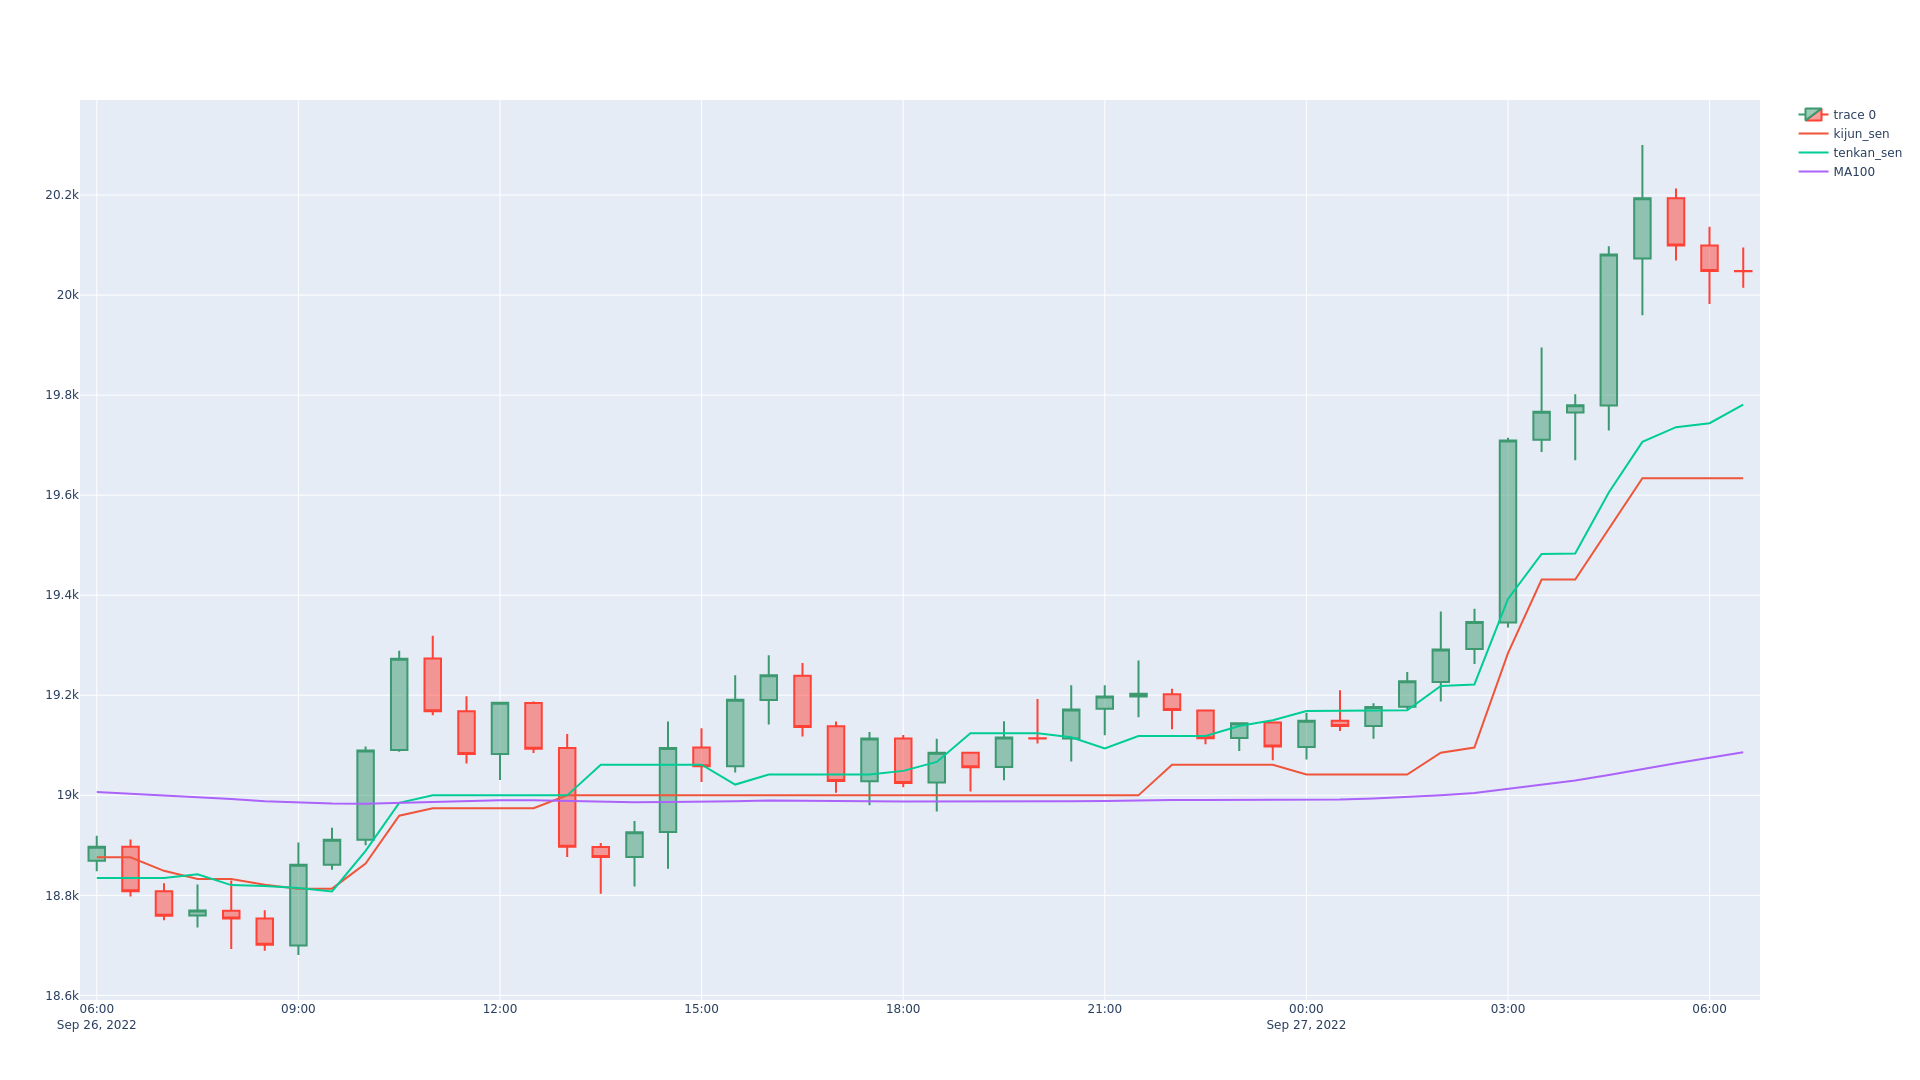 trace 0
kijun_sen
tenkan_sen
MA100
20.2k
20k
19.8k
19.6k
19.4k
19.2k
19k
18.8k
18.6k
06:00 09:00 12:00 15:00 18:00 21:00 00:00 03:00 06:00
Sep 26, 2022 Sep 27, 2022